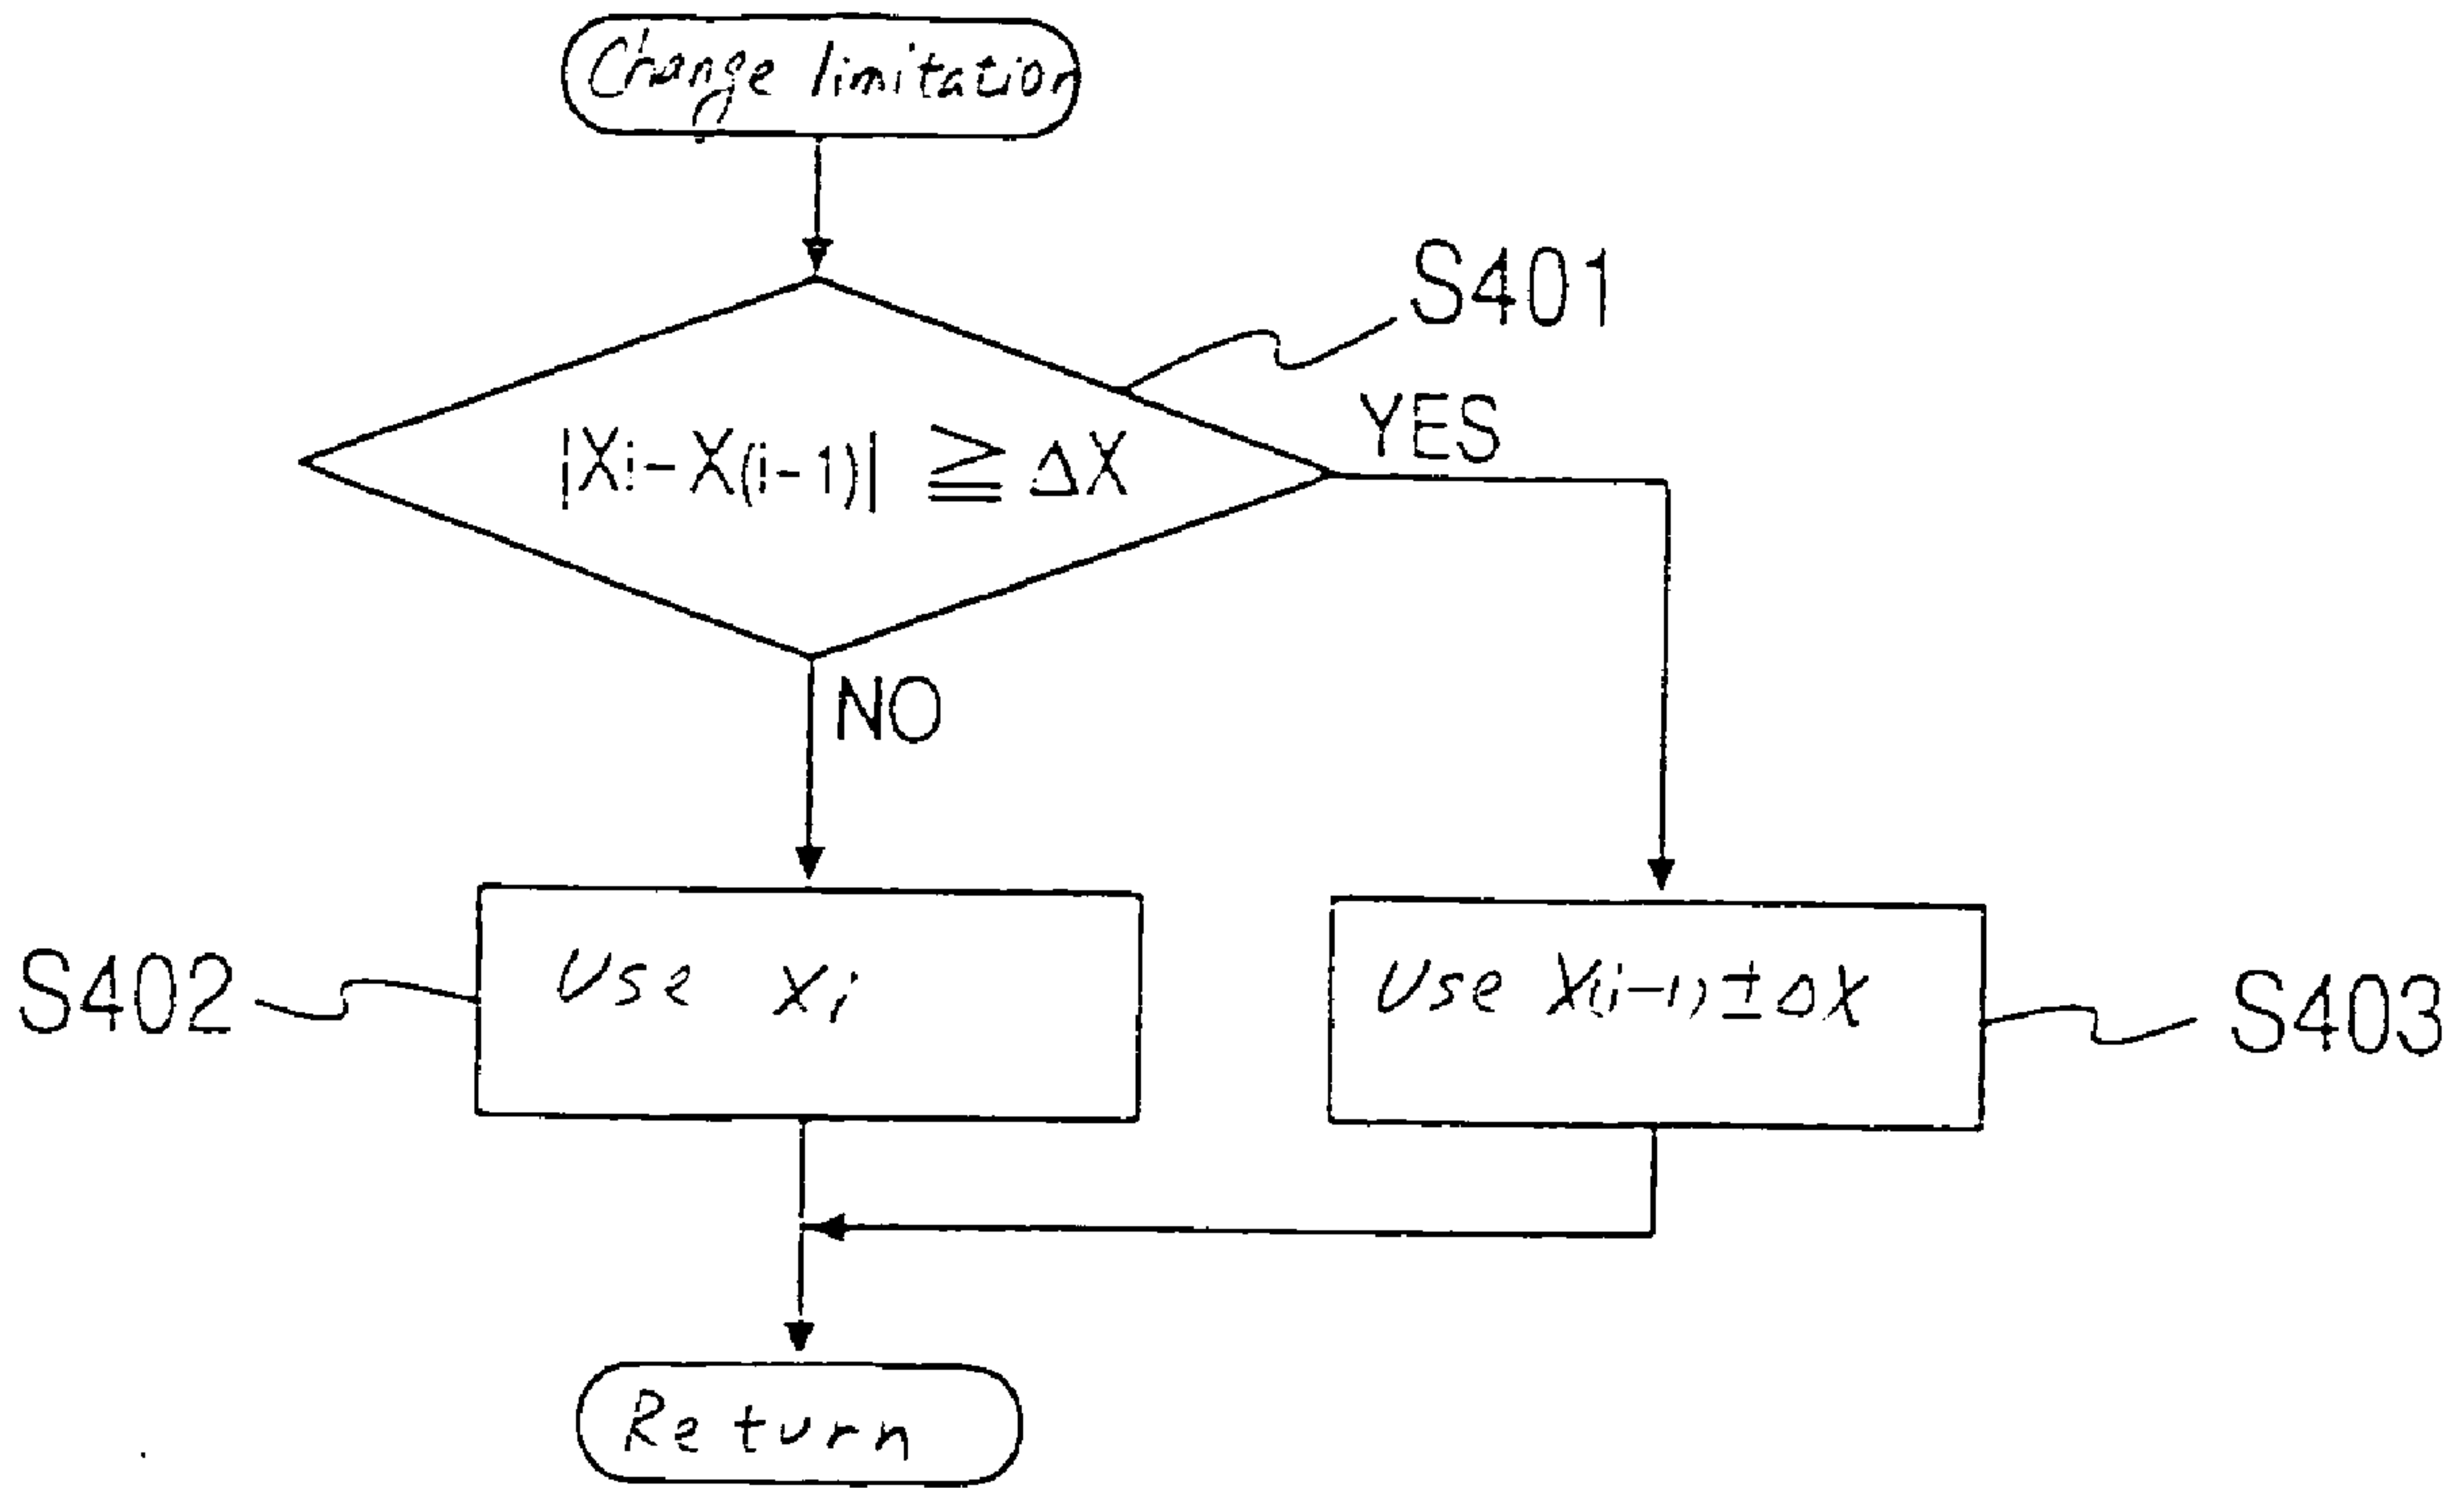 Change limitation
S401
|Xi-X(i-1)| ≧ ΔX
YES
NO
S402
Use Xi
Use X(i-1)±ΔX
S403
Return